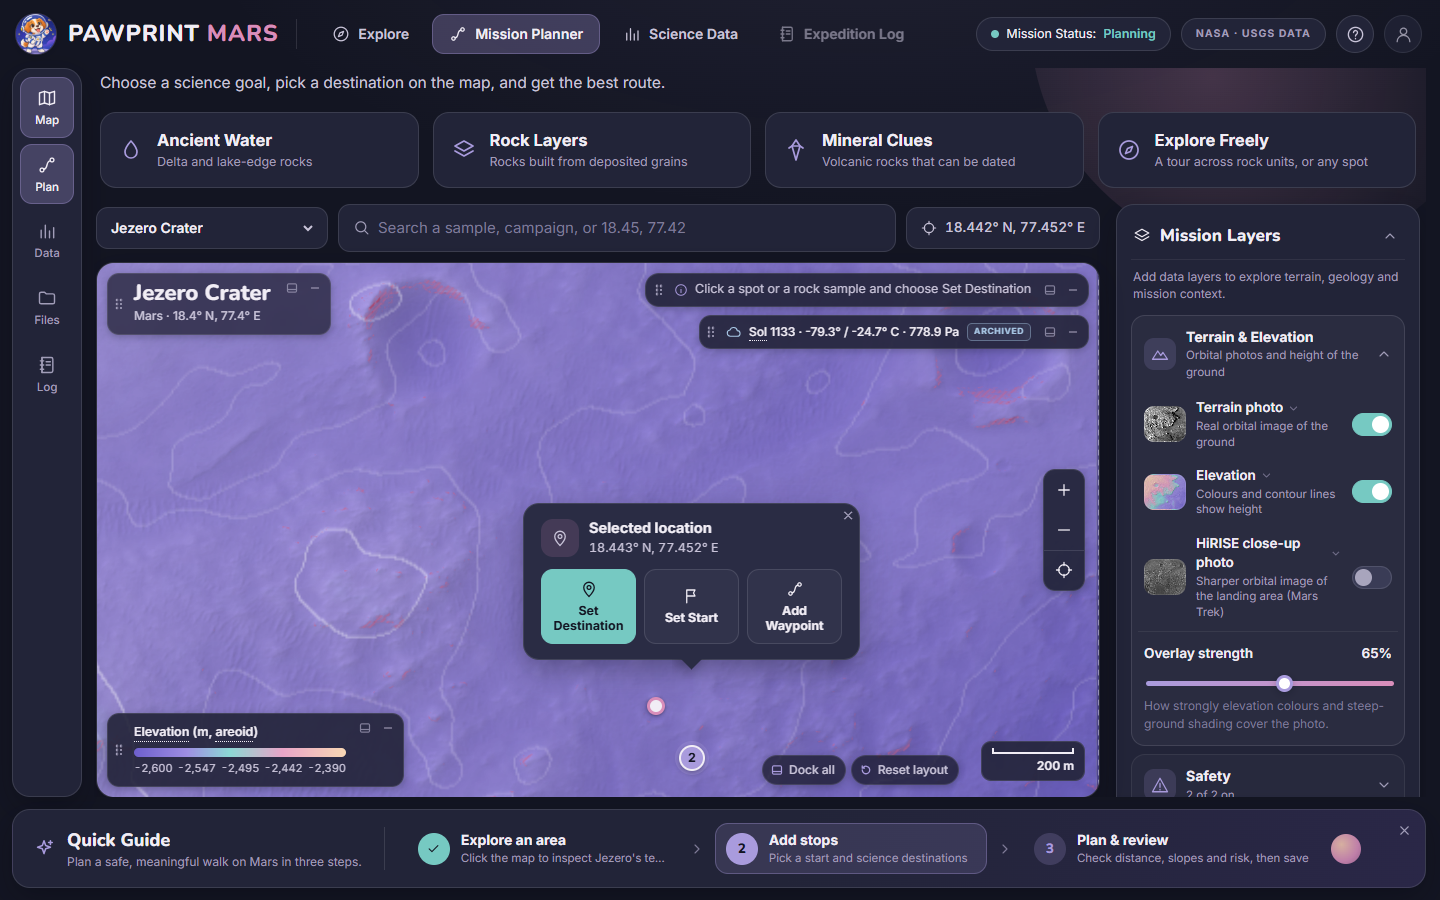 PAWPRINT MARS
Explore
Mission Planner
Science Data
Expedition Log
Mission Status: Planning
NASA · USGS DATA
Map
Plan
Data
Files
Log
Choose a science goal, pick a destination on the map, and get the best route.
Ancient Water
Delta and lake-edge rocks
Rock Layers
Rocks built from deposited grains
Mineral Clues
Volcanic rocks that can be dated
Explore Freely
A tour across rock units, or any spot
Jezero Crater
Search a sample, campaign, or 18.45, 77.42
18.442° N, 77.452° E
Jezero Crater
Mars · 18.4° N, 77.4° E
Click a spot or a rock sample and choose Set Destination
Sol 1133 · -79.3° / -24.7° C · 778.9 Pa
ARCHIVED
Selected location
18.443° N, 77.452° E
Set
Destination
Set Start
Add
Waypoint
2
Elevation (m, areoid)
-2,600 -2,547 -2,495 -2,442 -2,390
Dock all
Reset layout
200 m
Mission Layers
Add data layers to explore terrain, geology and
mission context.
Terrain & Elevation
Orbital photos and height of the
ground
Terrain photo
Real orbital image of the
ground
Elevation
Colours and contour lines
show height
HiRISE close-up
photo
Sharper orbital image of
the landing area (Mars
Trek)
Overlay strength
65%
How strongly elevation colours and steep-
ground shading cover the photo.
Safety
2 of 2 on
Quick Guide
Plan a safe, meaningful walk on Mars in three steps.
Explore an area
Click the map to inspect Jezero's te...
2
Add stops
Pick a start and science destinations
3
Plan & review
Check distance, slopes and risk, then save